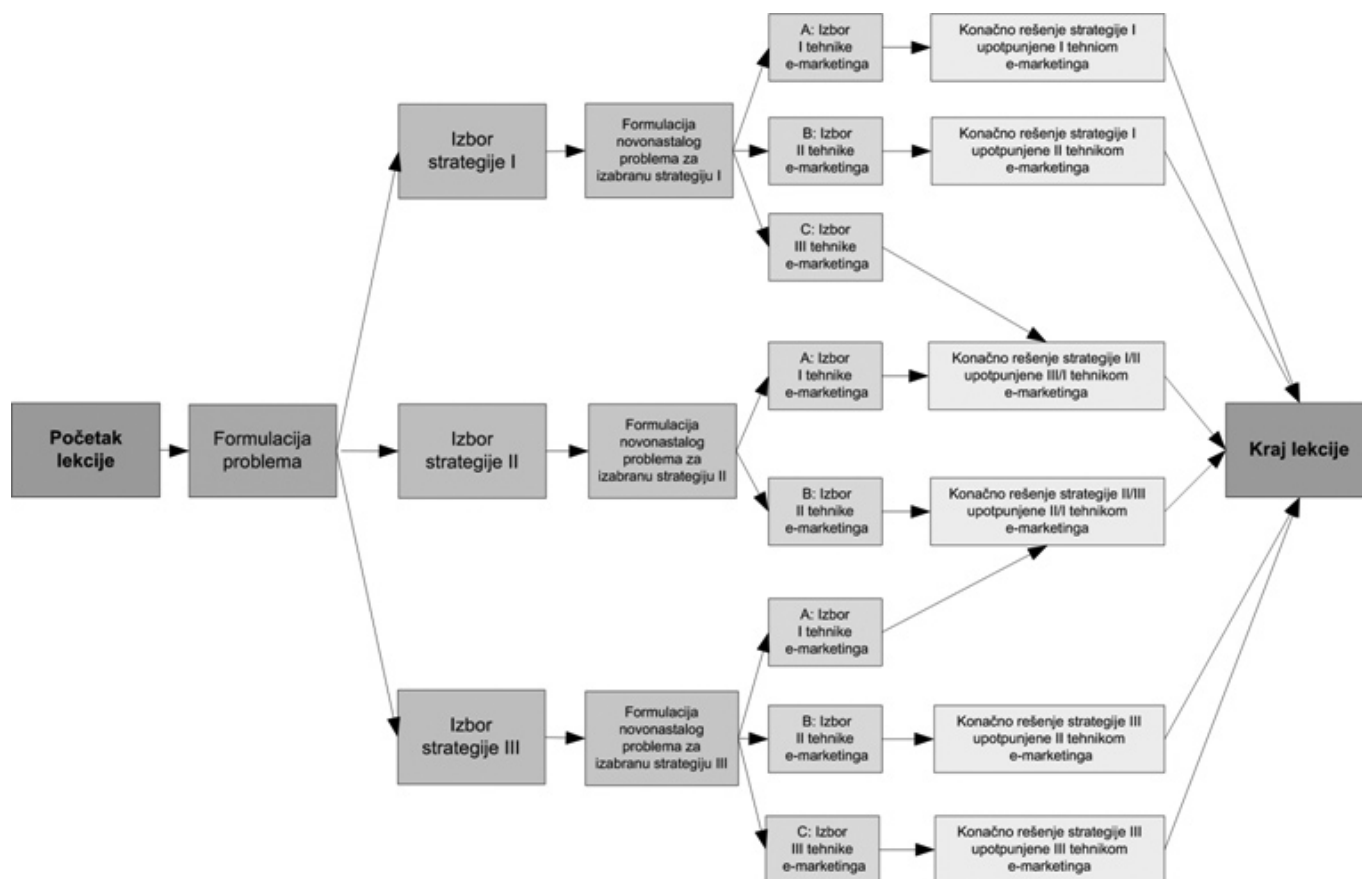 Početak
lekcije
Formulacija
problema
Izbor
strategije I
Formulacija
novonastalog
problema za
izabranu strategiju I
A: Izbor
I tehnike
e-marketinga
Konačno rešenje strategije I
upotpunjene I tehniom
e-marketinga
B: Izbor
II tehnike
e-marketinga
Konačno rešenje strategije I
upotpunjene II tehnikom
e-marketinga
C: Izbor
III tehnike
e-marketinga
Izbor
strategije II
Formulacija
novonastalog
problema za
izabranu strategiju II
A: Izbor
I tehnike
e-marketinga
Konačno rešenje strategije I/II
upotpunjene III/I tehnikom
e-marketinga
B: Izbor
II tehnike
e-marketinga
Konačno rešenje strategije II/III
upotpunjene II/I tehnikom
e-marketinga
Izbor
strategije III
Formulacija
novonastalog
problema za
izabranu strategiju III
A: Izbor
I tehnike
e-marketinga
B: Izbor
II tehnike
e-marketinga
Konačno rešenje strategije III
upotpunjene II tehnikom
e-marketinga
C: Izbor
III tehnike
e-marketinga
Konačno rešenje strategije III
upotpunjene III tehnikom
e-marketinga
Kraj lekcije